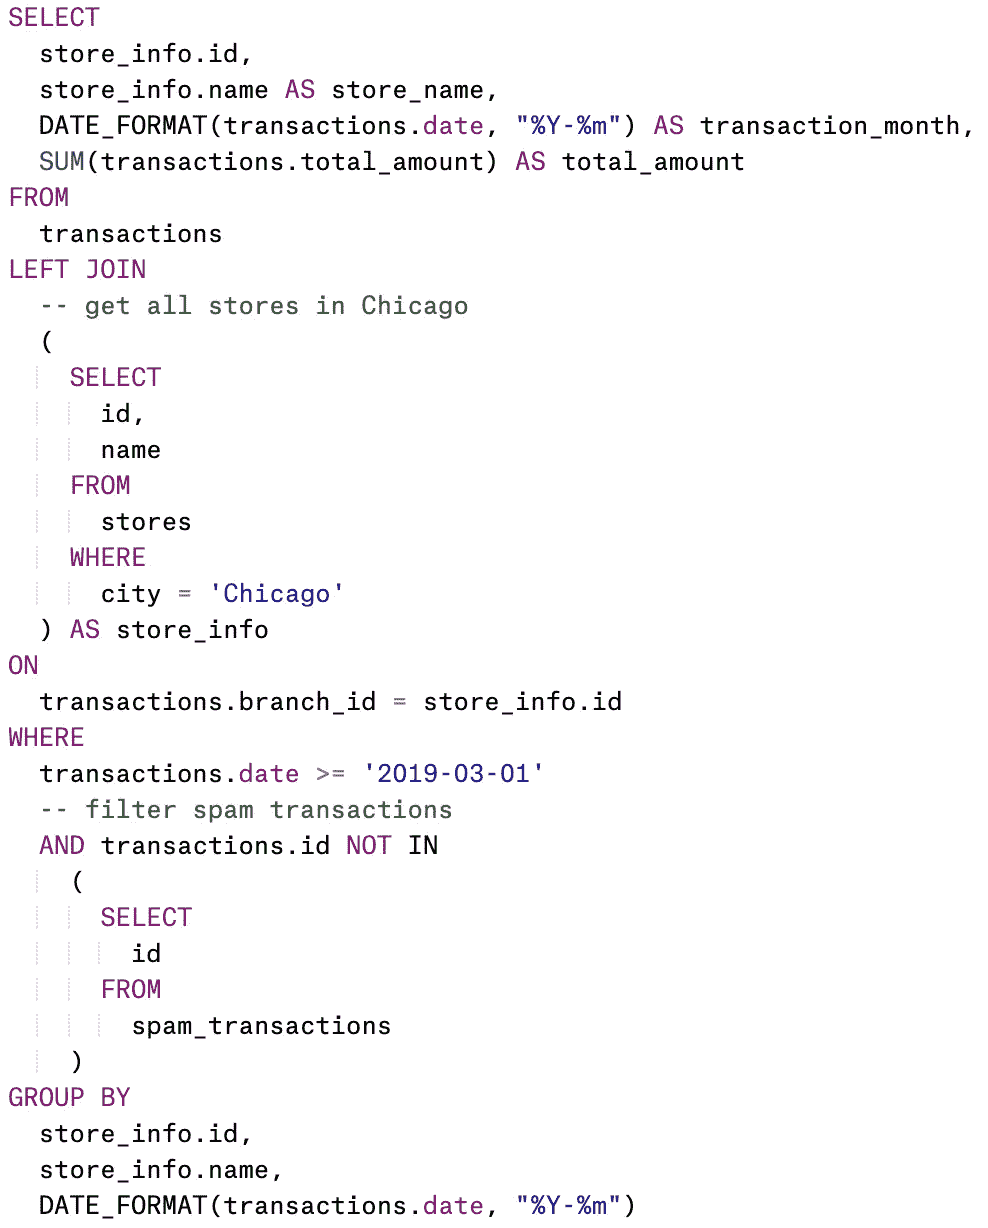 SELECT
  store_info.id,
  store_info.name AS store_name,
  DATE_FORMAT(transactions.date, "%Y-%m") AS transaction_month,
  SUM(transactions.total_amount) AS total_amount
FROM
  transactions
LEFT JOIN
  -- get all stores in Chicago
  (
    SELECT
      id,
      name
    FROM
      stores
    WHERE
      city = 'Chicago'
  ) AS store_info
ON
  transactions.branch_id = store_info.id
WHERE
  transactions.date >= '2019-03-01'
  -- filter spam transactions
  AND transactions.id NOT IN
    (
      SELECT
        id
      FROM
        spam_transactions
    )
GROUP BY
  store_info.id,
  store_info.name,
  DATE_FORMAT(transactions.date, "%Y-%m")